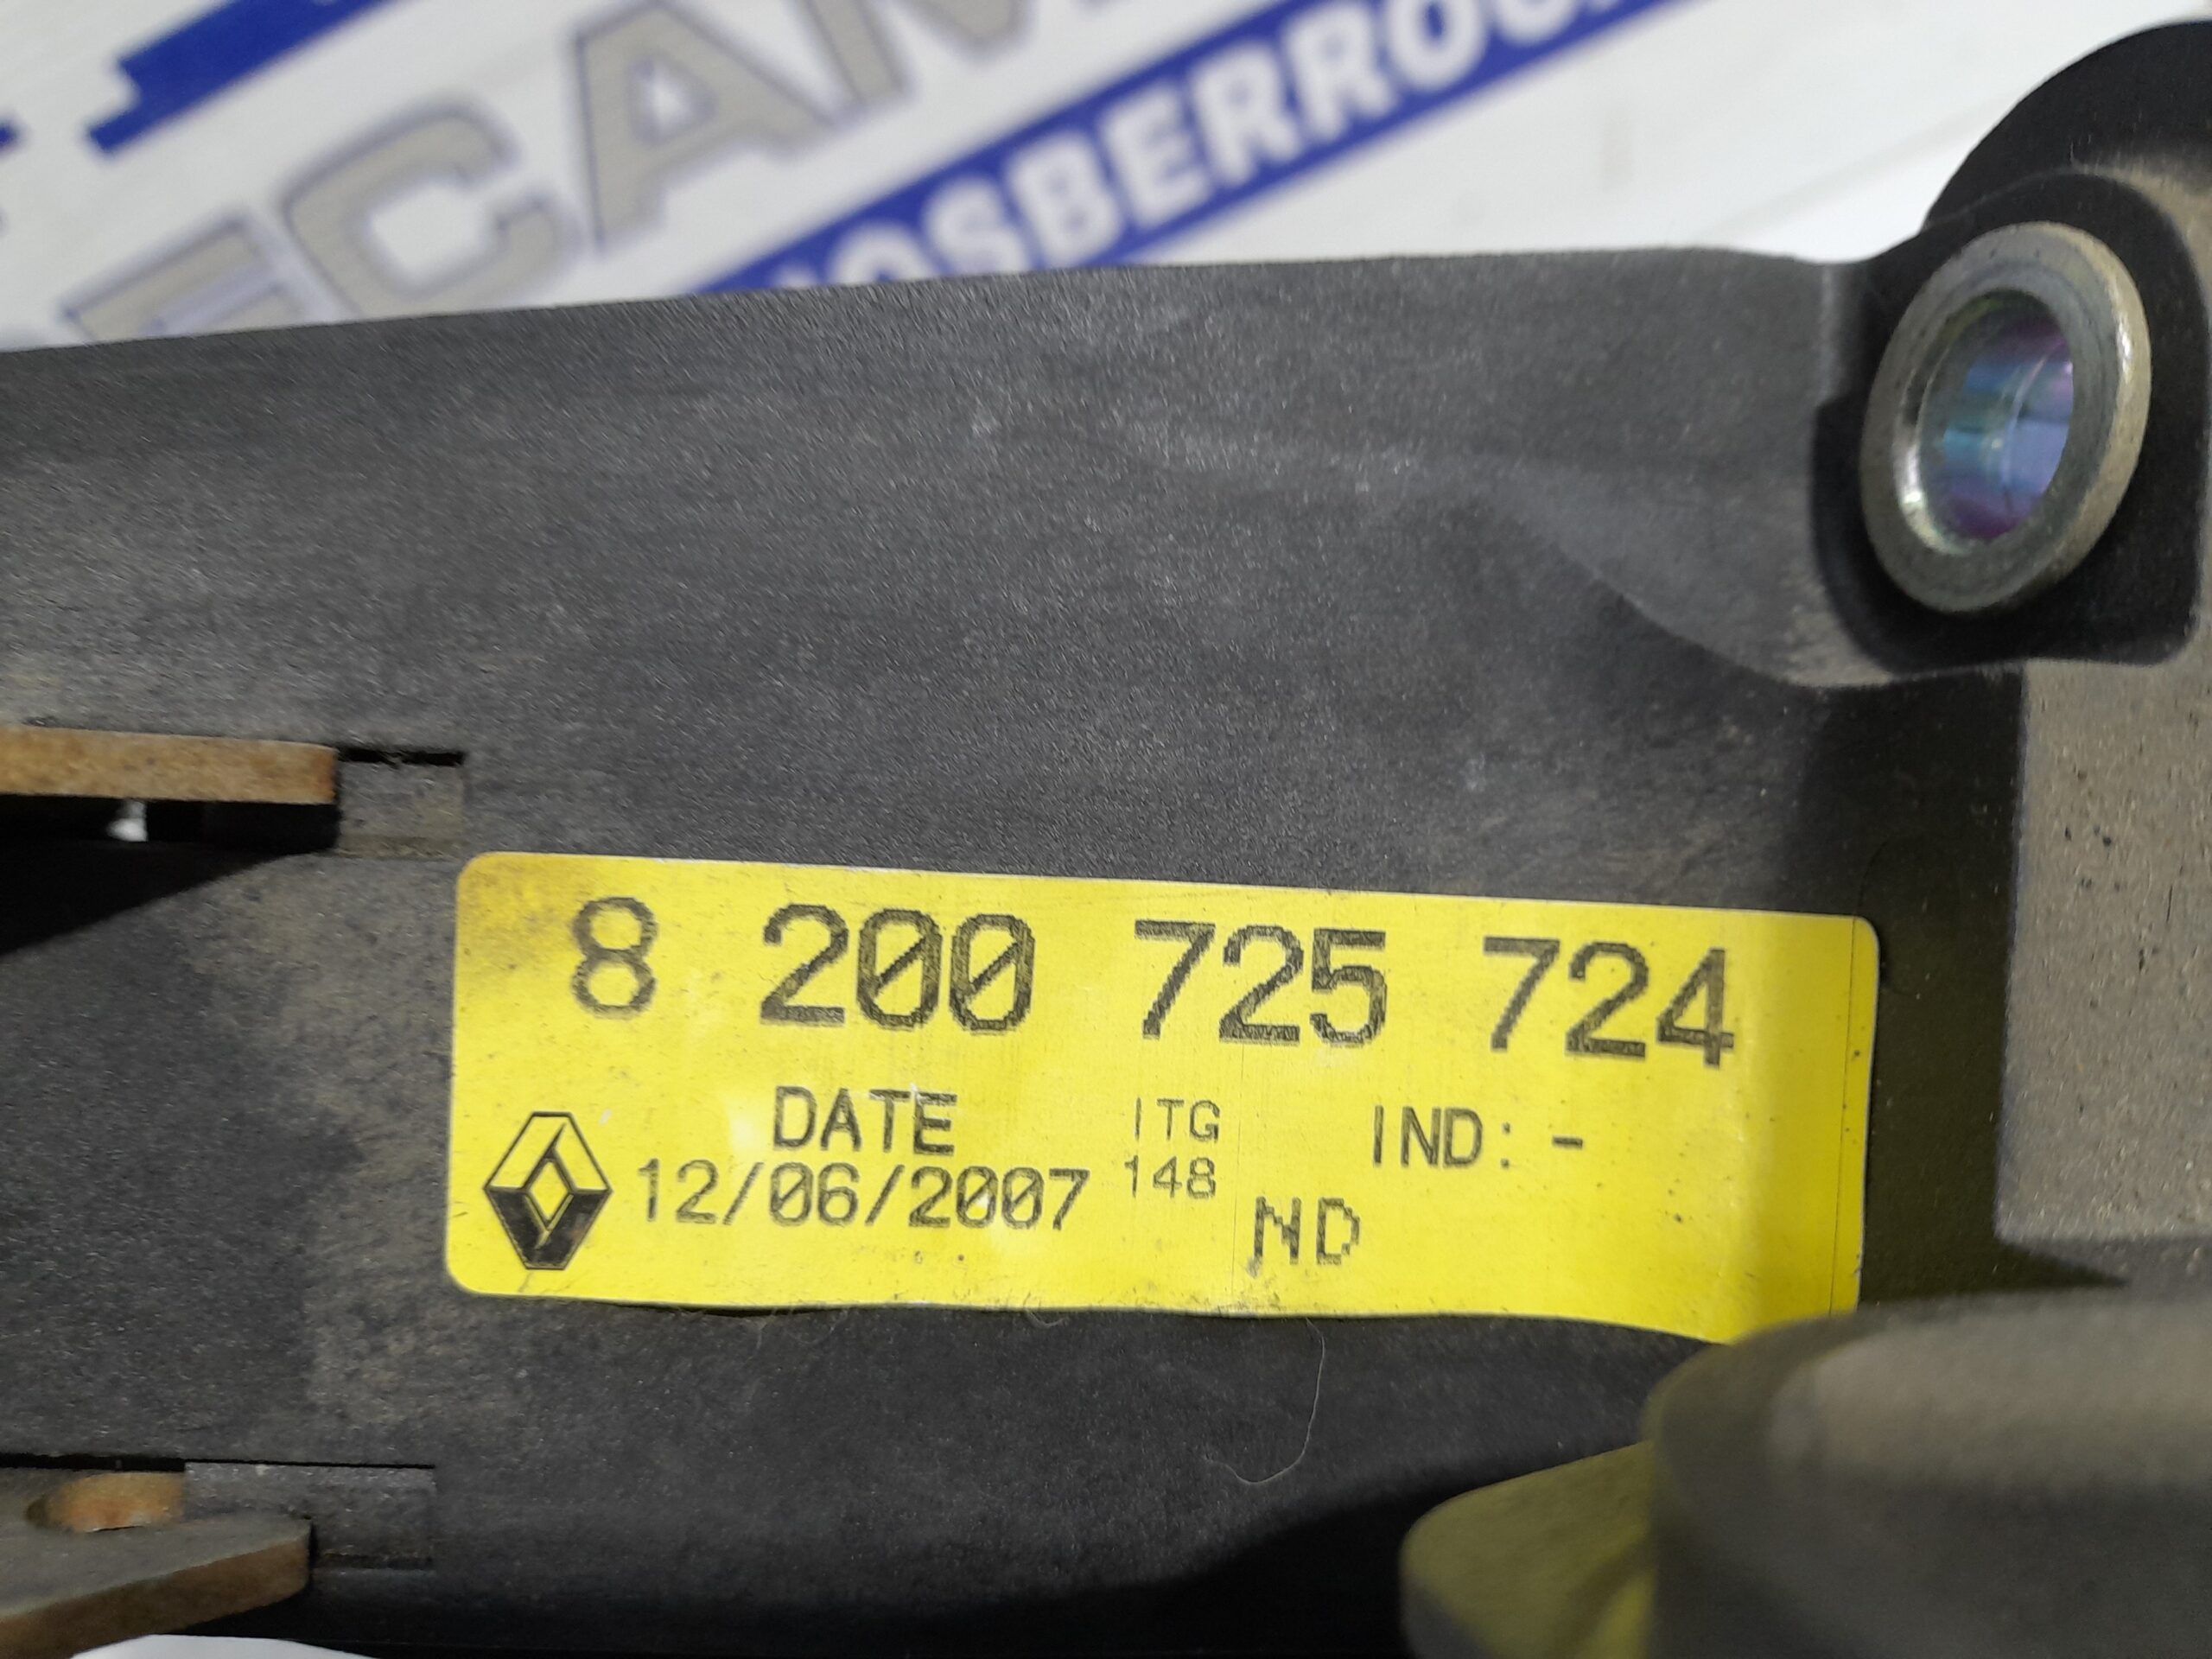 8 200 725 724
DATE ITG IND: -
12/06/2007 148
ND